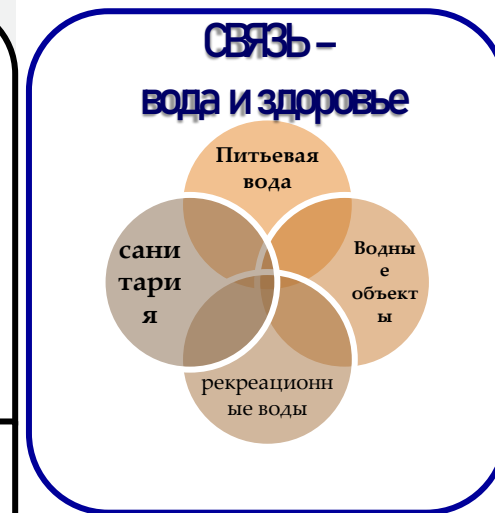 СВЯЗЬ –
вода и здоровье
Питьевая
вода
сани
тари
я
Водны
е
объект
ы
рекреационн
ые воды